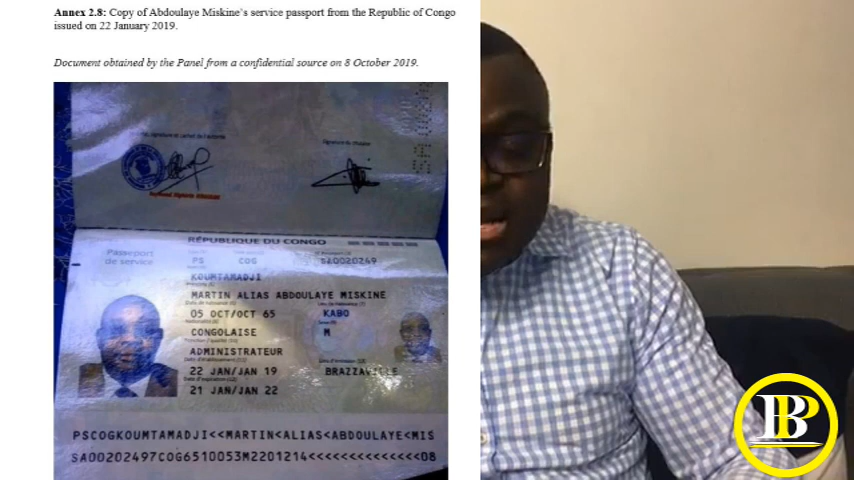 Annex 2.8: Copy of Abdoulaye Miskine's service passport from the Republic of Congo
issued on 22 January 2019.
Document obtained by the Panel from a confidential source on 8 October 2019.
Signature du titulaire
RÉPUBLIQUE DU CONGO
Passeport
de service
PS COG SA0020249
KOUMTAMADJI
MARTIN ALIAS ABDOULAYE MISKINE
05 OCT/OCT 65 KABO
CONGOLAISE M
ADMINISTRATEUR
22 JAN/JAN 19 BRAZZAVILLE
21 JAN/JAN 22
PSCOGKOUMTAMADJI<<MARTIN<ALIAS<ABDOULAYE<MIS
SA00202497COG6510053M2201214<<<<<<<<<<<<<<08
BP